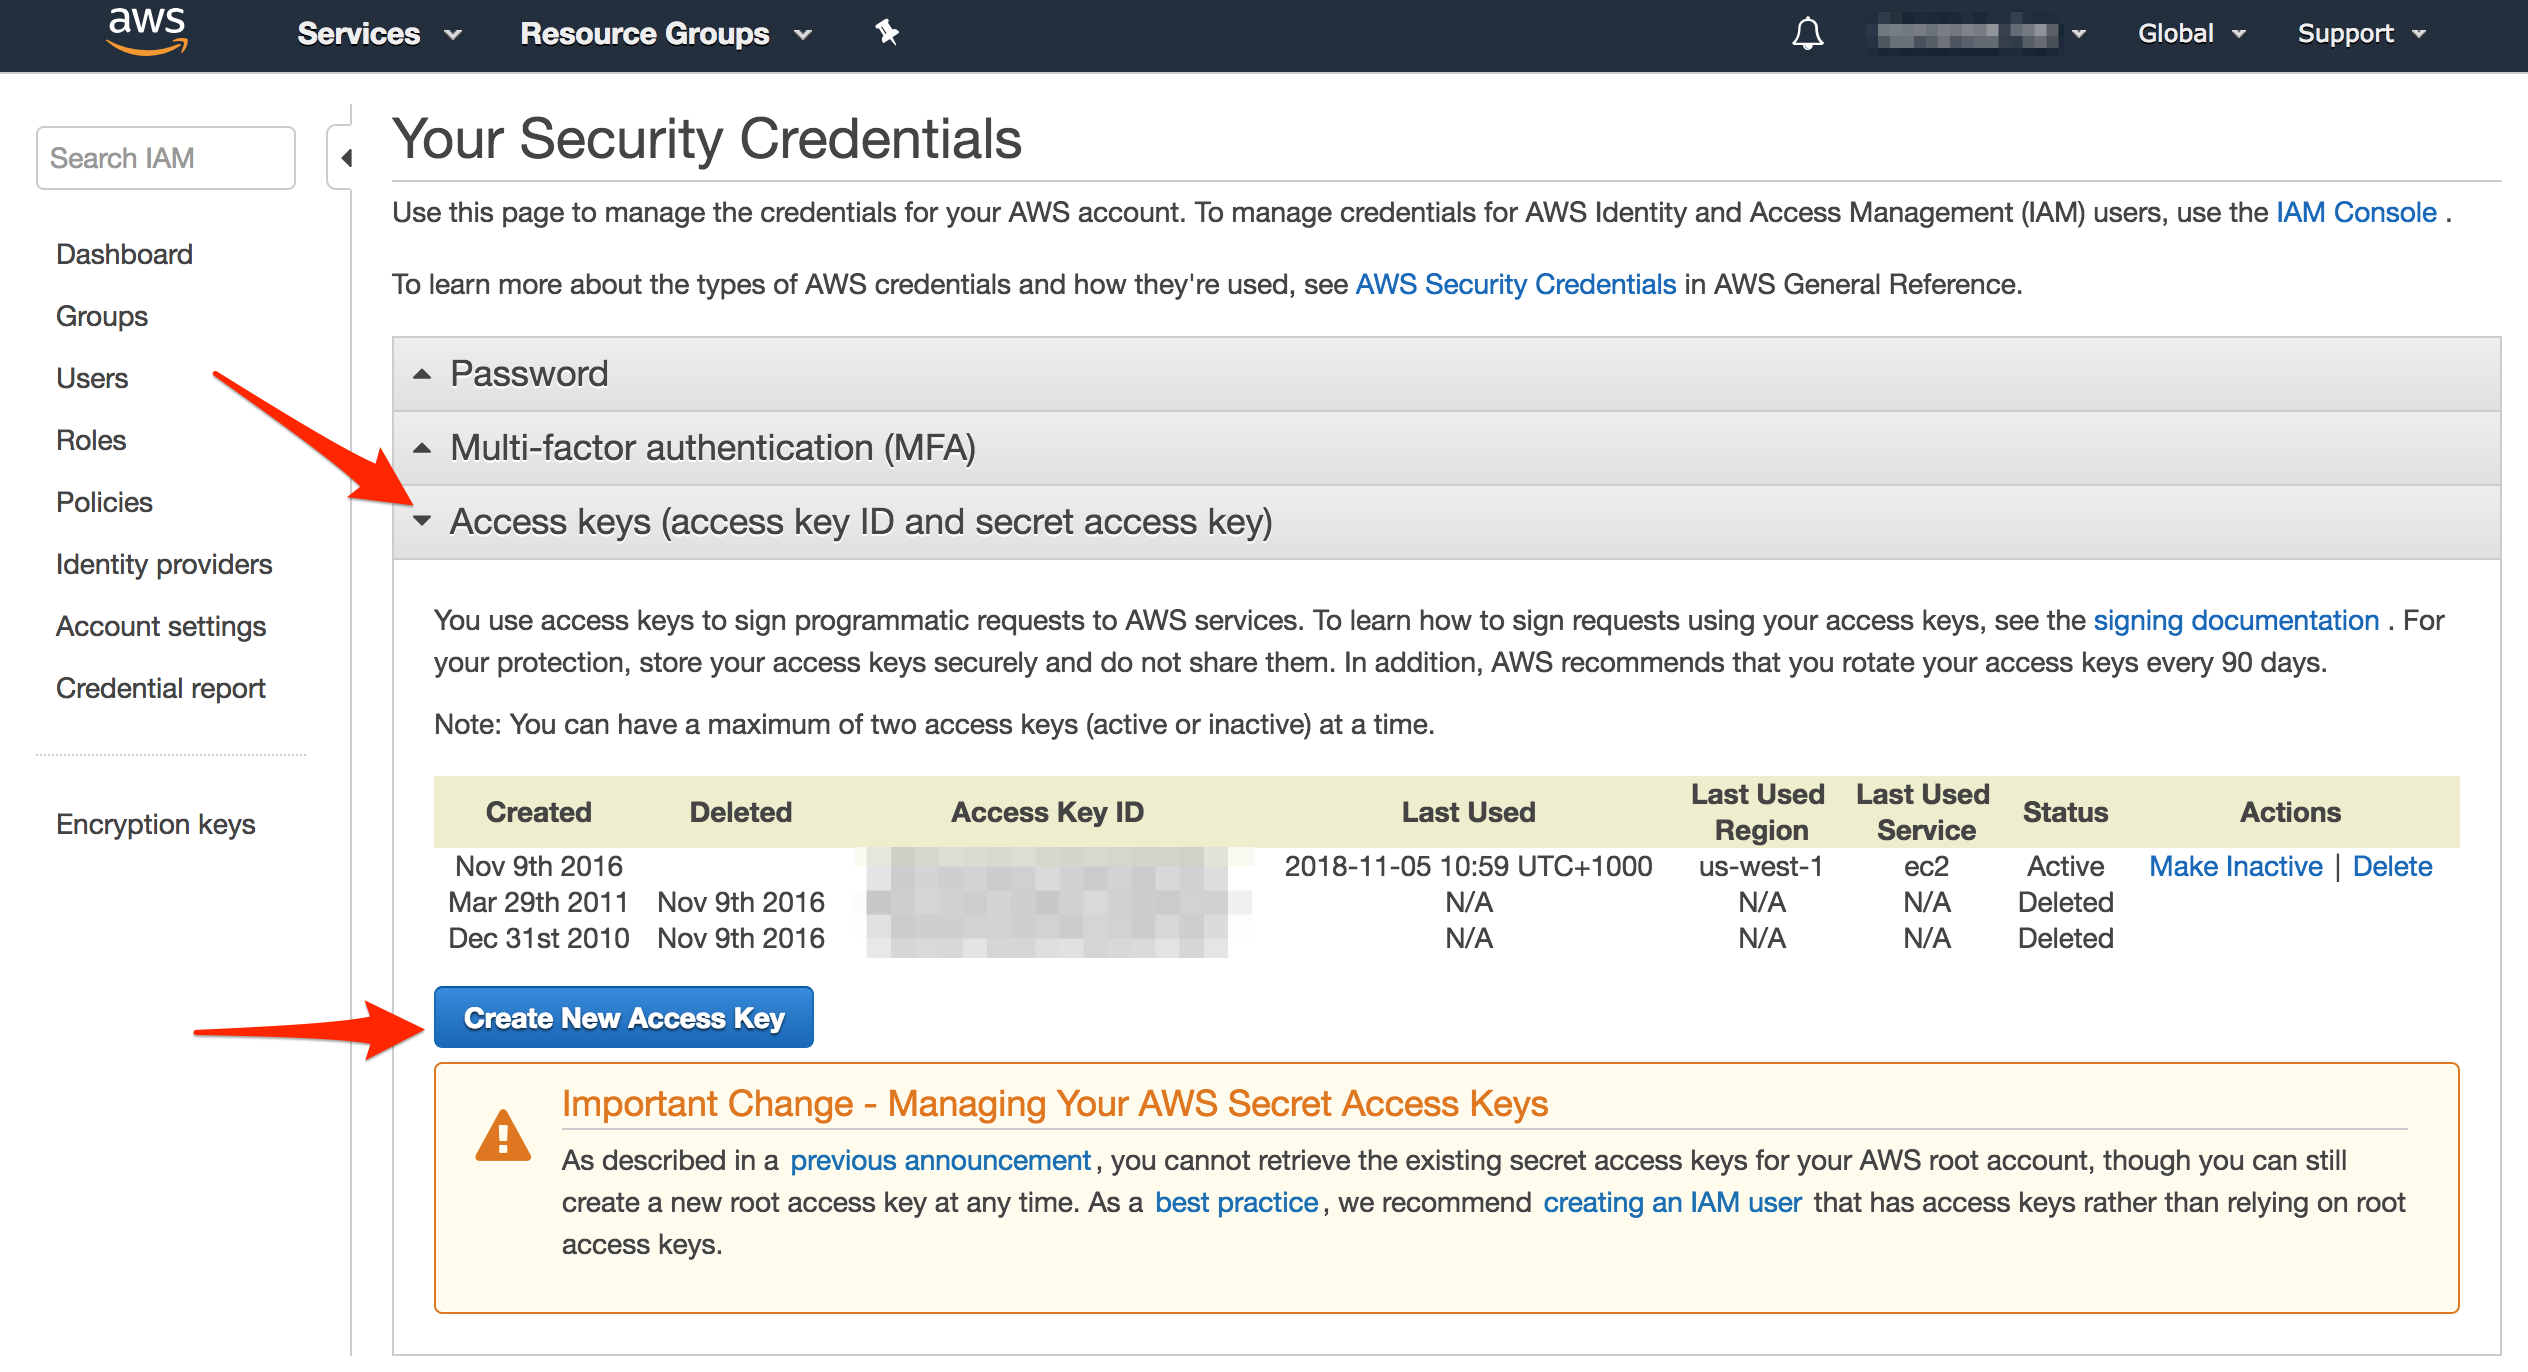 aws Services Resource Groups Global Support
Search IAM
Dashboard
Groups
Users
Roles
Policies
Identity providers
Account settings
Credential report
Encryption keys
Your Security Credentials
Use this page to manage the credentials for your AWS account. To manage credentials for AWS Identity and Access Management (IAM) users, use the IAM Console .
To learn more about the types of AWS credentials and how they're used, see AWS Security Credentials in AWS General Reference.
Password
Multi-factor authentication (MFA)
Access keys (access key ID and secret access key)
You use access keys to sign programmatic requests to AWS services. To learn how to sign requests using your access keys, see the signing documentation . For
your protection, store your access keys securely and do not share them. In addition, AWS recommends that you rotate your access keys every 90 days.
Note: You can have a maximum of two access keys (active or inactive) at a time.
Created Deleted Access Key ID Last Used Last Used Region Last Used Service Status Actions
Nov 9th 2016 2018-11-05 10:59 UTC+1000 us-west-1 ec2 Active Make Inactive | Delete
Mar 29th 2011 Nov 9th 2016 N/A N/A N/A Deleted
Dec 31st 2010 Nov 9th 2016 N/A N/A N/A Deleted
Create New Access Key
Important Change - Managing Your AWS Secret Access Keys
As described in a previous announcement, you cannot retrieve the existing secret access keys for your AWS root account, though you can still
create a new root access key at any time. As a best practice, we recommend creating an IAM user that has access keys rather than relying on root
access keys.